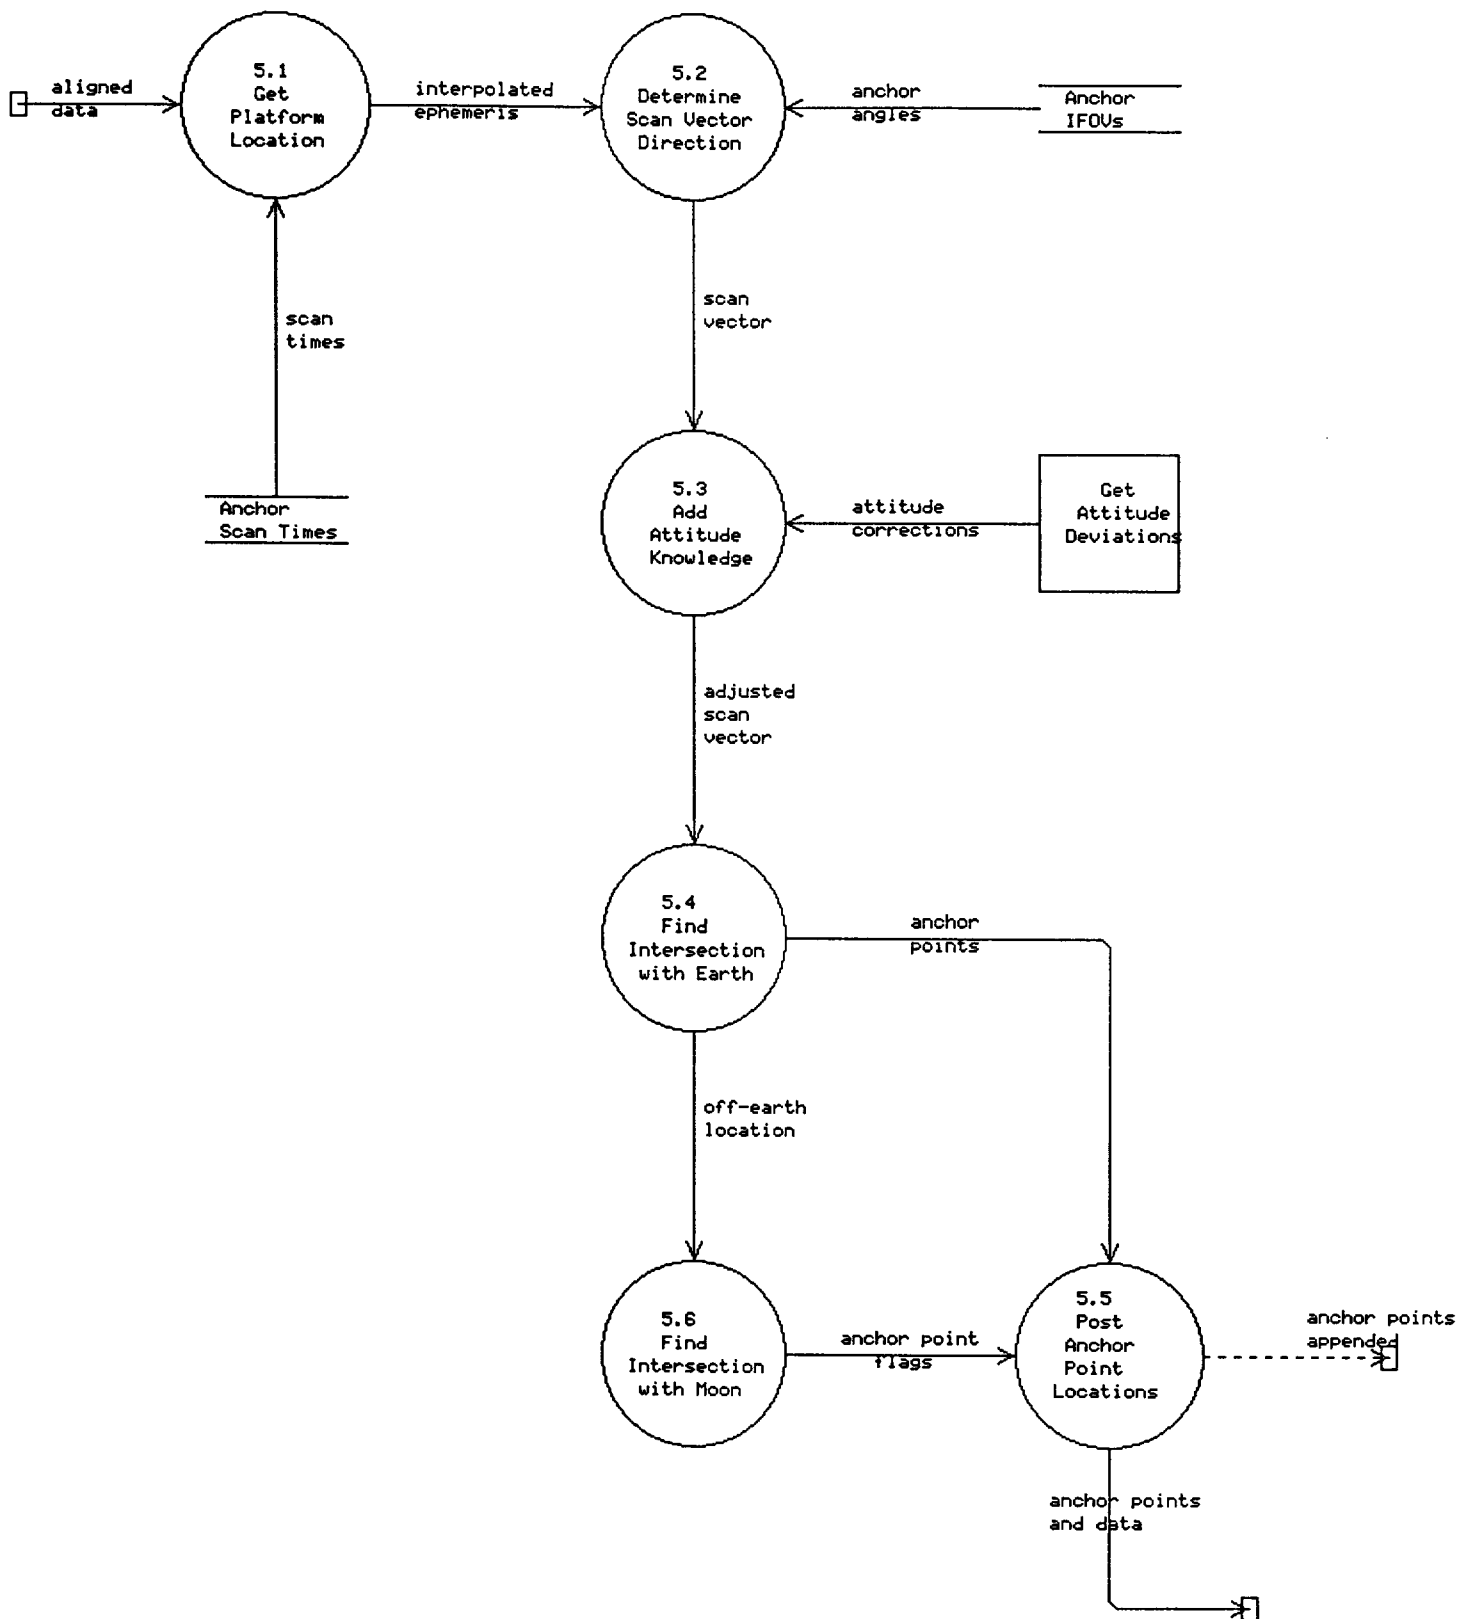 aligned
data
5.1
Get
Platform
Location
interpolated
ephemeris
5.2
Determine
Scan Vector
Direction
anchor
angles
Anchor
IFOVs
scan
times
scan
vector
Anchor
Scan Times
5.3
Add
Attitude
Knowledge
attitude
corrections
Get
Attitude
Deviations
adjusted
scan
vector
5.4
Find
Intersection
with Earth
anchor
points
off-earth
location
5.6
Find
Intersection
with Moon
anchor point
flags
5.5
Post
Anchor
Point
Locations
anchor points
appended
anchor points
and data